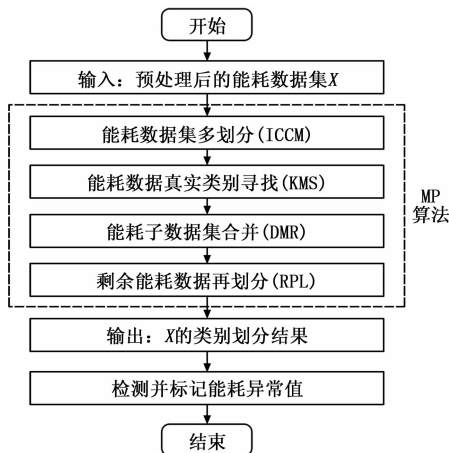 开始
输入：预处理后的能耗数据集X
能耗数据集多划分(ICCM)
能耗数据真实类别寻找(KMS)
能耗子数据集合并(DMR)
剩余能耗数据再划分(RPL)
MP
算法
输出：X的类别划分结果
检测并标记能耗异常值
结束